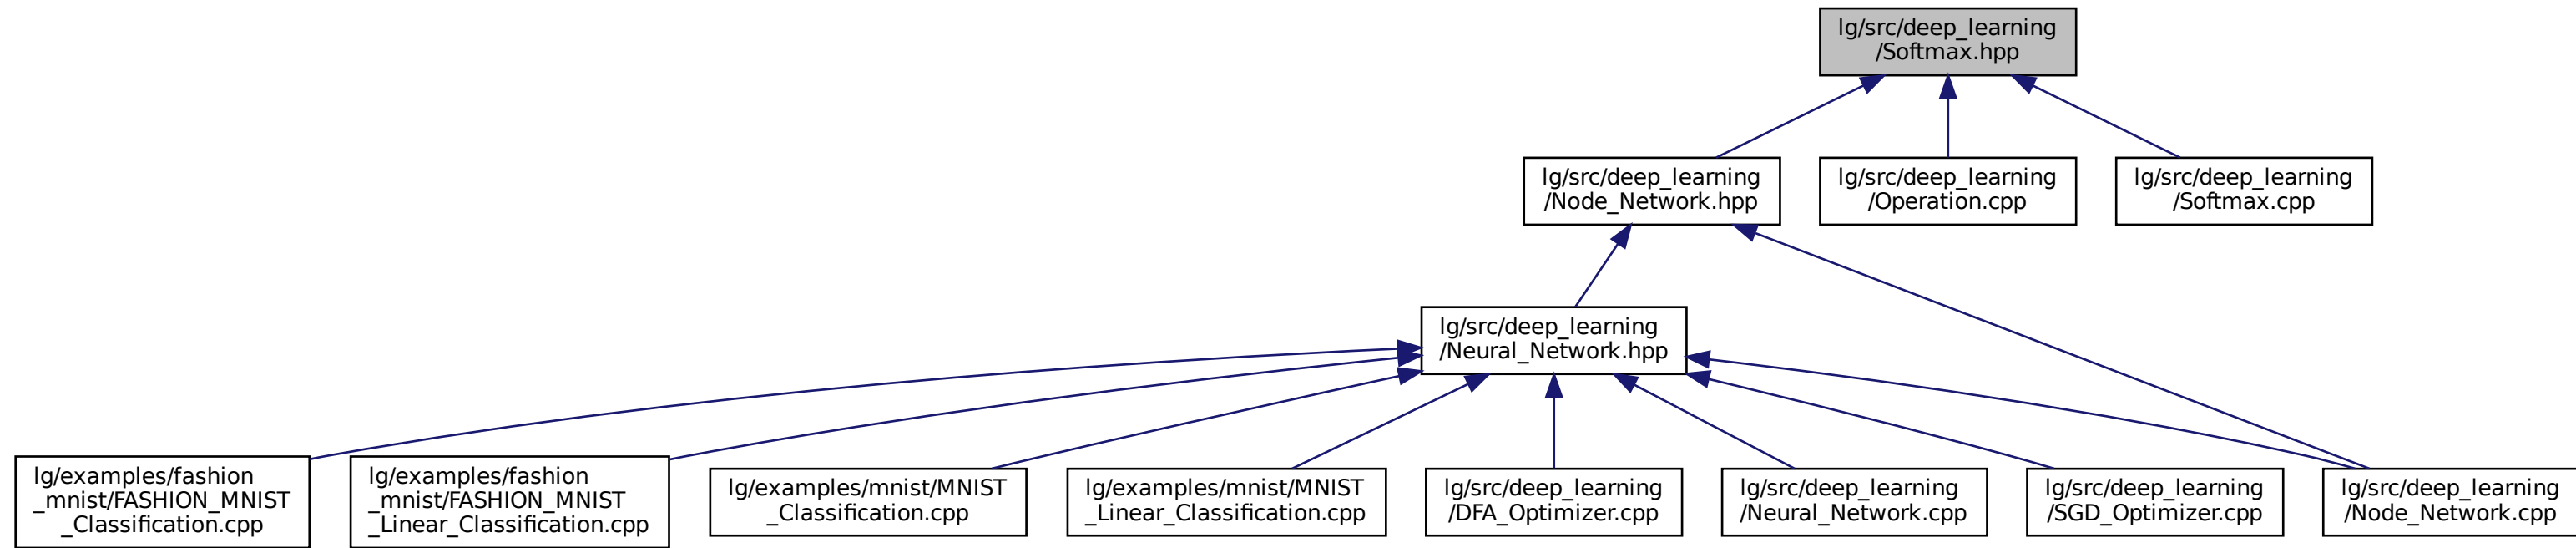 lg/src/deep_learning
/Softmax.hpp
lg/src/deep_learning
/Node_Network.hpp
lg/src/deep_learning
/Operation.cpp
lg/src/deep_learning
/Softmax.cpp
lg/src/deep_learning
/Neural_Network.hpp
lg/examples/fashion
_mnist/FASHION_MNIST
_Classification.cpp
lg/examples/fashion
_mnist/FASHION_MNIST
_Linear_Classification.cpp
lg/examples/mnist/MNIST
_Classification.cpp
lg/examples/mnist/MNIST
_Linear_Classification.cpp
lg/src/deep_learning
/DFA_Optimizer.cpp
lg/src/deep_learning
/Neural_Network.cpp
lg/src/deep_learning
/SGD_Optimizer.cpp
lg/src/deep_learning
/Node_Network.cpp